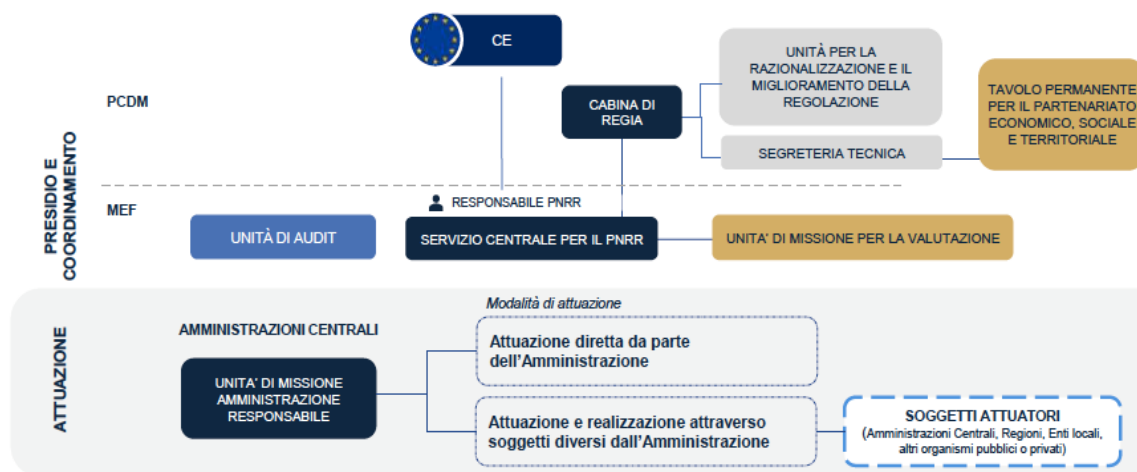 CE
UNITÀ PER LA
RAZIONALIZZAZIONE E IL
MIGLIORAMENTO DELLA
REGOLAZIONE
TAVOLO PERMANENTE
PER IL PARTENARIATO
ECONOMICO, SOCIALE
E TERRITORIALE
PCDM
CABINA DI
REGIA
SEGRETERIA TECNICA
PRESIDIO E
COORDINAMENTO
MEF
RESPONSABILE PNRR
UNITÀ DI AUDIT
SERVIZIO CENTRALE PER IL PNRR
UNITA' DI MISSIONE PER LA VALUTAZIONE
ATTUAZIONE
Modalità di attuazione
AMMINISTRAZIONI CENTRALI
Attuazione diretta da parte
dell'Amministrazione
UNITA' DI MISSIONE
AMMINISTRAZIONE
RESPONSABILE
Attuazione e realizzazione attraverso
soggetti diversi dall'Amministrazione
SOGGETTI ATTUATORI
(Amministrazioni Centrali, Regioni, Enti locali,
altri organismi pubblici o privati)